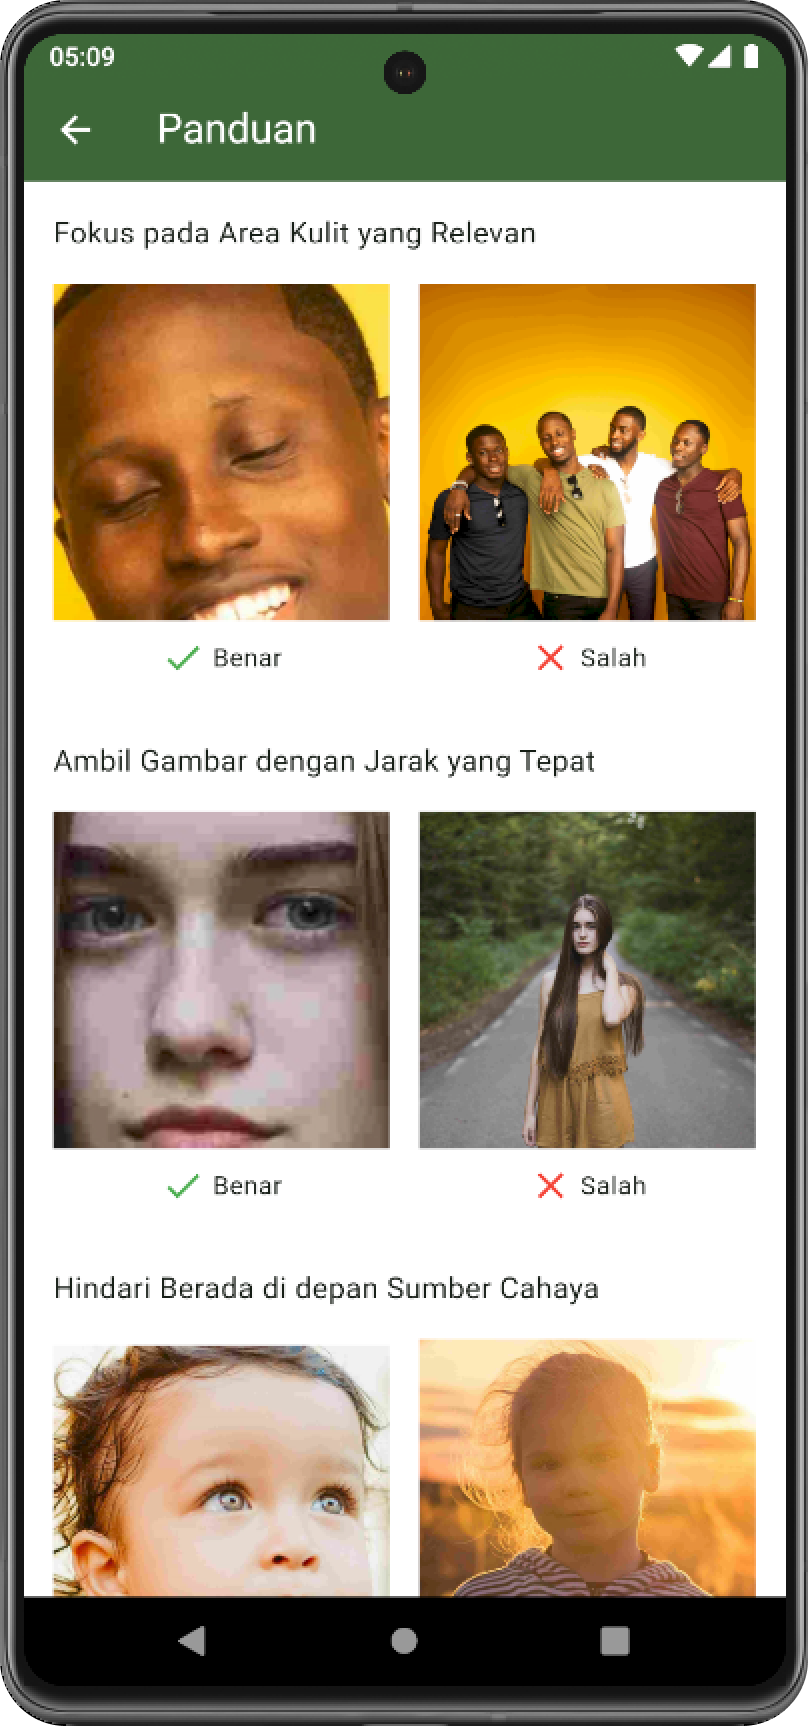 05:09
Panduan
Fokus pada Area Kulit yang Relevan
Benar
Salah
Ambil Gambar dengan Jarak yang Tepat
Benar
Salah
Hindari Berada di depan Sumber Cahaya